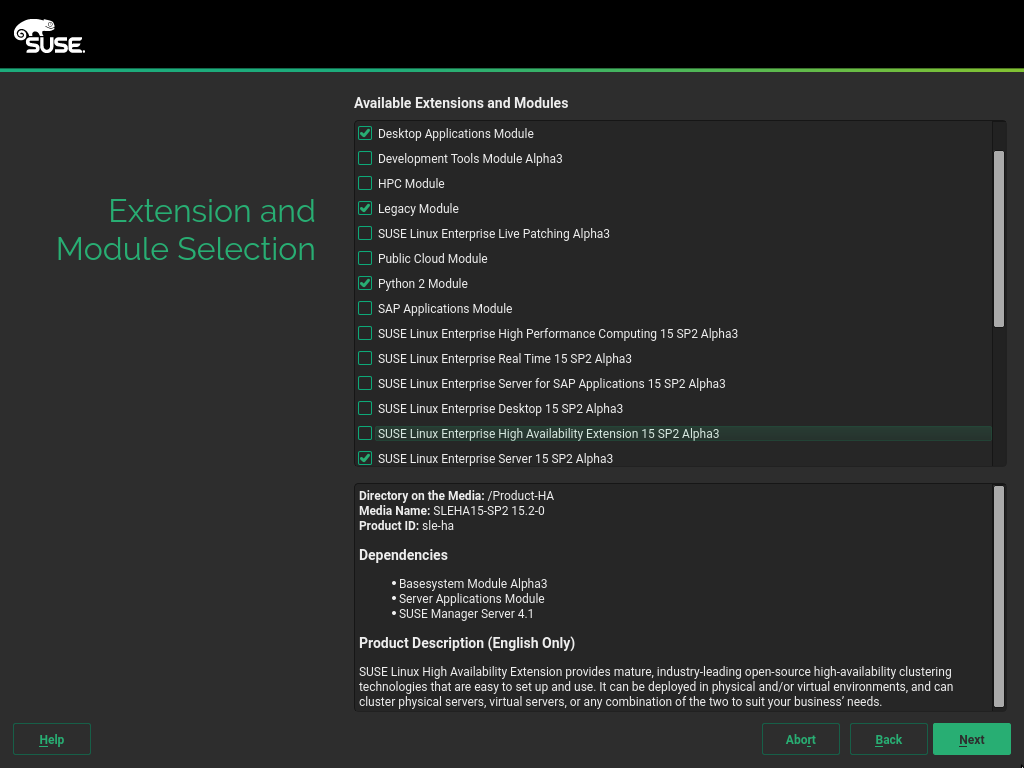 SUSE.
Extension and
Module Selection
Available Extensions and Modules
Desktop Applications Module
Development Tools Module Alpha3
HPC Module
Legacy Module
SUSE Linux Enterprise Live Patching Alpha3
Public Cloud Module
Python 2 Module
SAP Applications Module
SUSE Linux Enterprise High Performance Computing 15 SP2 Alpha3
SUSE Linux Enterprise Real Time 15 SP2 Alpha3
SUSE Linux Enterprise Server for SAP Applications 15 SP2 Alpha3
SUSE Linux Enterprise Desktop 15 SP2 Alpha3
SUSE Linux Enterprise High Availability Extension 15 SP2 Alpha3
SUSE Linux Enterprise Server 15 SP2 Alpha3
Directory on the Media: /Product-HA
Media Name: SLEHA15-SP2 15.2-0
Product ID: sle-ha
Dependencies
• Basesystem Module Alpha3
• Server Applications Module
• SUSE Manager Server 4.1
Product Description (English Only)
SUSE Linux High Availability Extension provides mature, industry-leading open-source high-availability clustering
technologies that are easy to set up and use. It can be deployed in physical and/or virtual environments, and can
cluster physical servers, virtual servers, or any combination of the two to suit your business’ needs.
Help
Abort
Back
Next